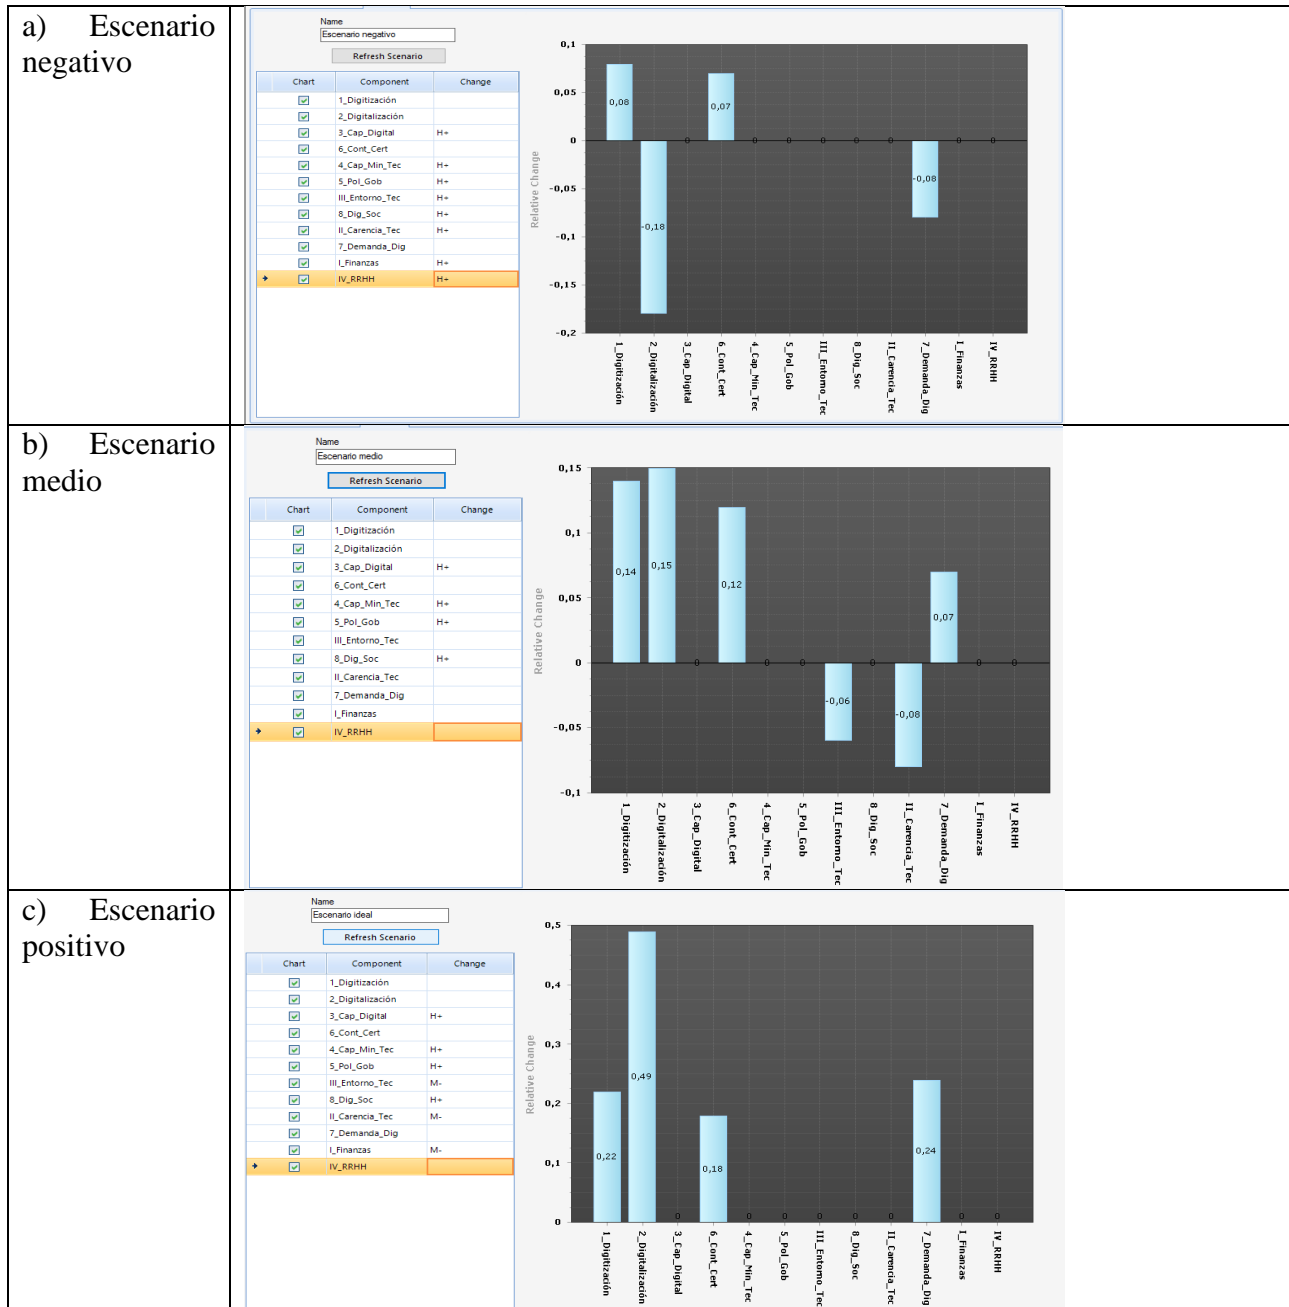 a) Escenario
negativo
Name
Escenario negativo
Refresh Scenario
Chart Component Change
1_Digitización
2_Digitalización
3_Cap_Digital H+
6_Cont_Cert
4_Cap_Min_Tec H+
5_Pol_Gob H+
III_Entorno_Tec H+
8_Dig_Soc H+
II_Carencia_Tec H+
7_Demanda_Dig
I_Finanzas H+
IV_RRHH H+
Relative Change
0,1
0,05
0
-0,05
-0,1
-0,15
-0,2
0,08
-0,18
0
0,07
0
0
0
0
0
-0,08
0
0
1_Digitización
2_Digitalización
3_Cap_Digital
6_Cont_Cert
4_Cap_Min_Tec
5_Pol_Gob
III_Entorno_Tec
8_Dig_Soc
II_Carencia_Tec
7_Demanda_Dig
I_Finanzas
IV_RRHH
b) Escenario
medio
Name
Escenario medio
Refresh Scenario
Chart Component Change
1_Digitización
2_Digitalización
3_Cap_Digital H+
6_Cont_Cert
4_Cap_Min_Tec H+
5_Pol_Gob H+
III_Entorno_Tec
8_Dig_Soc H+
II_Carencia_Tec
7_Demanda_Dig
I_Finanzas
IV_RRHH
Relative Change
0,15
0,1
0,05
0
-0,05
-0,1
0,14
0,15
0
0,12
0
0
-0,06
0
-0,08
0,07
0
0
1_Digitización
2_Digitalización
3_Cap_Digital
6_Cont_Cert
4_Cap_Min_Tec
5_Pol_Gob
III_Entorno_Tec
8_Dig_Soc
II_Carencia_Tec
7_Demanda_Dig
I_Finanzas
IV_RRHH
c) Escenario
positivo
Name
Escenario ideal
Refresh Scenario
Chart Component Change
1_Digitización
2_Digitalización
3_Cap_Digital H+
6_Cont_Cert
4_Cap_Min_Tec H+
5_Pol_Gob H+
III_Entorno_Tec M-
8_Dig_Soc H+
II_Carencia_Tec M-
7_Demanda_Dig
I_Finanzas M-
IV_RRHH
Relative Change
0,5
0,4
0,3
0,2
0,1
0
0,22
0,49
0
0,18
0
0
0
0
0
0,24
0
0
1_Digitización
2_Digitalización
3_Cap_Digital
6_Cont_Cert
4_Cap_Min_Tec
5_Pol_Gob
III_Entorno_Tec
8_Dig_Soc
II_Carencia_Tec
7_Demanda_Dig
I_Finanzas
IV_RRHH